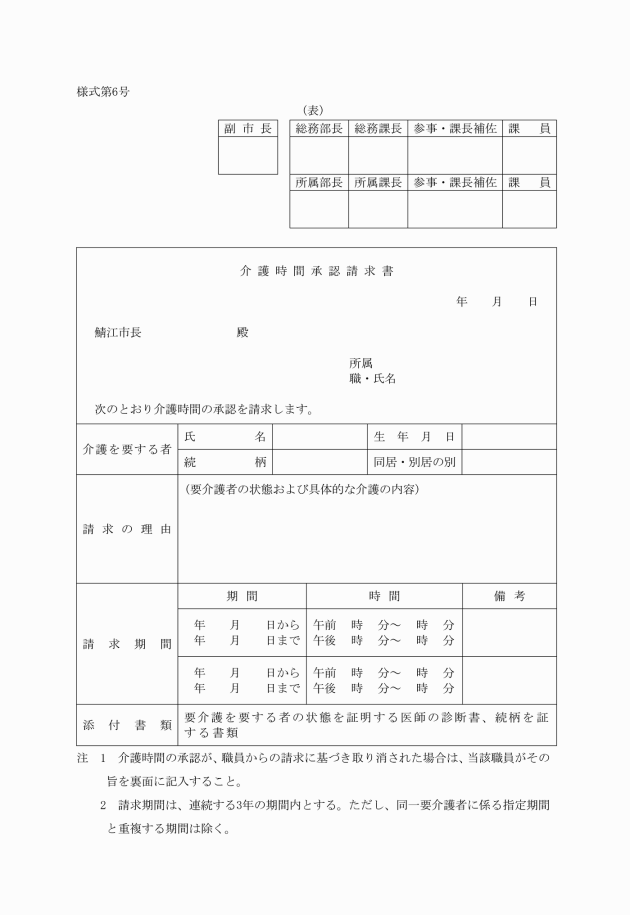 様式第6号
（表）
副市長 総務部長 総務課長 参事・課長補佐 課員
所属部長 所属課長 参事・課長補佐 課員
介護時間承認請求書
年 月 日
鯖江市長 殿
所属
職・氏名
次のとおり介護時間の承認を請求します。
介護を要する者
氏名 生年月日
続柄 同居・別居の別
請求の理由
（要介護者の状態および具体的な介護の内容）
請求期間
期間 時間 備考
年 月 日から 午前 時 分～ 時 分
年 月 日まで 午後 時 分～ 時 分
年 月 日から 午前 時 分～ 時 分
年 月 日まで 午後 時 分～ 時 分
添付書類
要介護を要する者の状態を証明する医師の診断書、続柄を証
する書類
注 1 介護時間の承認が、職員からの請求に基づき取り消された場合は、当該職員がその
旨を裏面に記入すること。
2 請求期間は、連続する3年の期間内とする。ただし、同一要介護者に係る指定期間
と重複する期間は除く。